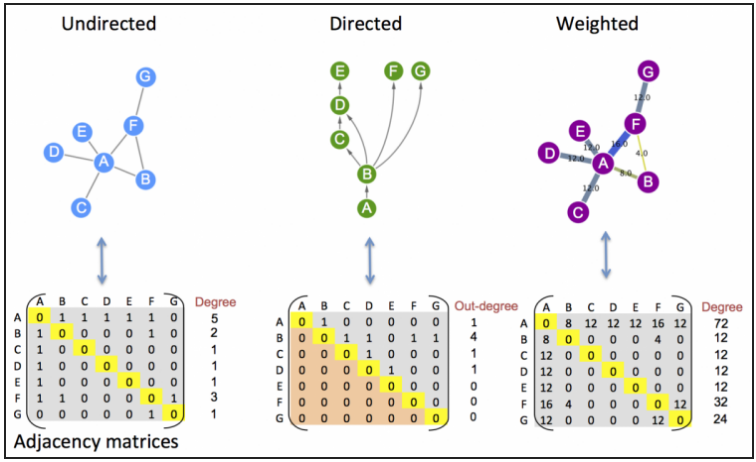 Undirected
G
F
E
D
A
B
C
A B C D E F G Degree
A 0 1 1 1 1 1 0 5
B 1 0 0 0 0 1 0 2
C 1 0 0 0 0 0 0 1
D 1 0 0 0 0 0 0 1
E 1 0 0 0 0 0 0 1
F 1 1 0 0 0 0 1 3
G 0 0 0 0 0 1 0 1
Directed
E F G
D
C
B
A
A B C D E F G Out-degree
A 0 1 0 0 0 0 0 1
B 0 0 1 1 0 1 1 4
C 0 0 0 1 0 0 0 1
D 0 0 0 0 1 0 0 1
E 0 0 0 0 0 0 0 0
F 0 0 0 0 0 0 0 0
G 0 0 0 0 0 0 0 0
Weighted
G
12.0
F
E
12.0 16.0 4.0
D 12.0 A
8.0 B
12.0
C
A B C D E F G Degree
A 0 8 12 12 12 16 12 72
B 8 0 0 0 0 4 0 12
C 12 0 0 0 0 0 0 12
D 12 0 0 0 0 0 0 12
E 12 0 0 0 0 0 0 12
F 16 4 0 0 0 0 12 32
G 12 0 0 0 0 12 0 24
Adjacency matrices